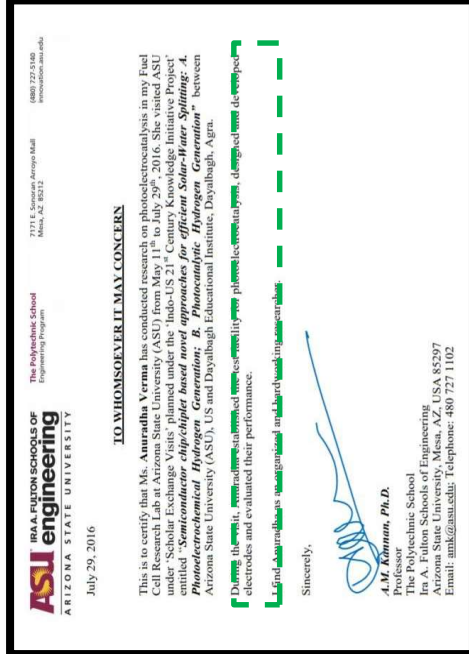 ASU IRA A. FULTON SCHOOLS OF
engineering
ARIZONA STATE UNIVERSITY
The Polytechnic School
Engineering Program
7171 E. Sonoran Arroyo Mall
Mesa, AZ 85212
(480) 727-5140
innovation.asu.edu
July 29, 2016
TO WHOMSOEVER IT MAY CONCERN
This is to certify that Ms. Anuradha Verma has conducted research on photoelectrocatalysis in my Fuel
Cell Research Lab at Arizona State University (ASU) from May 11th to July 29th, 2016. She visited ASU
under 'Scholar Exchange Visits' planned under the 'Indo-US 21st Century Knowledge Initiative Project'
entitled "Semiconductor chip/chiplet based novel approaches for efficient Solar-Water Splitting: A.
Photoelectrochemical Hydrogen Generation; B. Photocatalytic Hydrogen Generation" between
Arizona State University (ASU), US and Dayalbagh Educational Institute, Dayalbagh, Agra.
During the visit, Anuradha established the test facility for photoelectrocatalysis, designed and developed
electrodes and evaluated their performance.
I find Anuradha as an organized and hardworking researcher.
Sincerely,
A.M. Kannan, Ph.D.
Professor
The Polytechnic School
Ira A. Fulton Schools of Engineering
Arizona State University, Mesa, AZ, USA 85297
Email: amk@asu.edu; Telephone: 480 727 1102